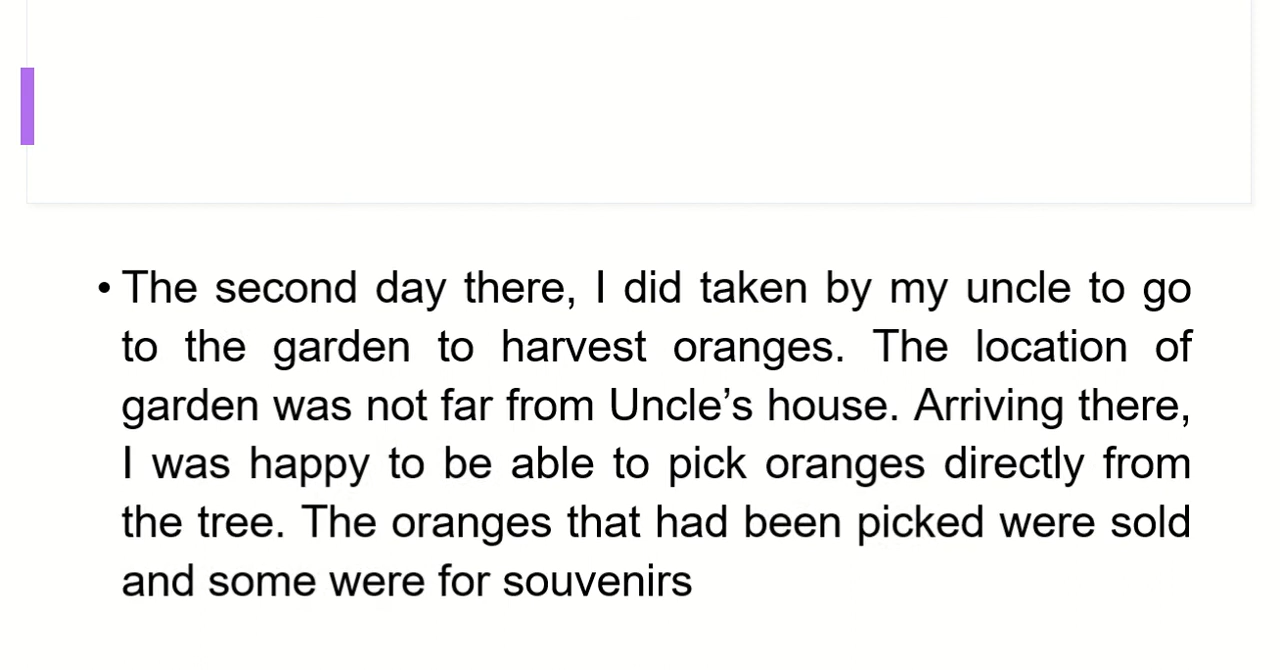 • The second day there, I did taken by my uncle to go
to the garden to harvest oranges. The location of
garden was not far from Uncle’s house. Arriving there,
I was happy to be able to pick oranges directly from
the tree. The oranges that had been picked were sold
and some were for souvenirs